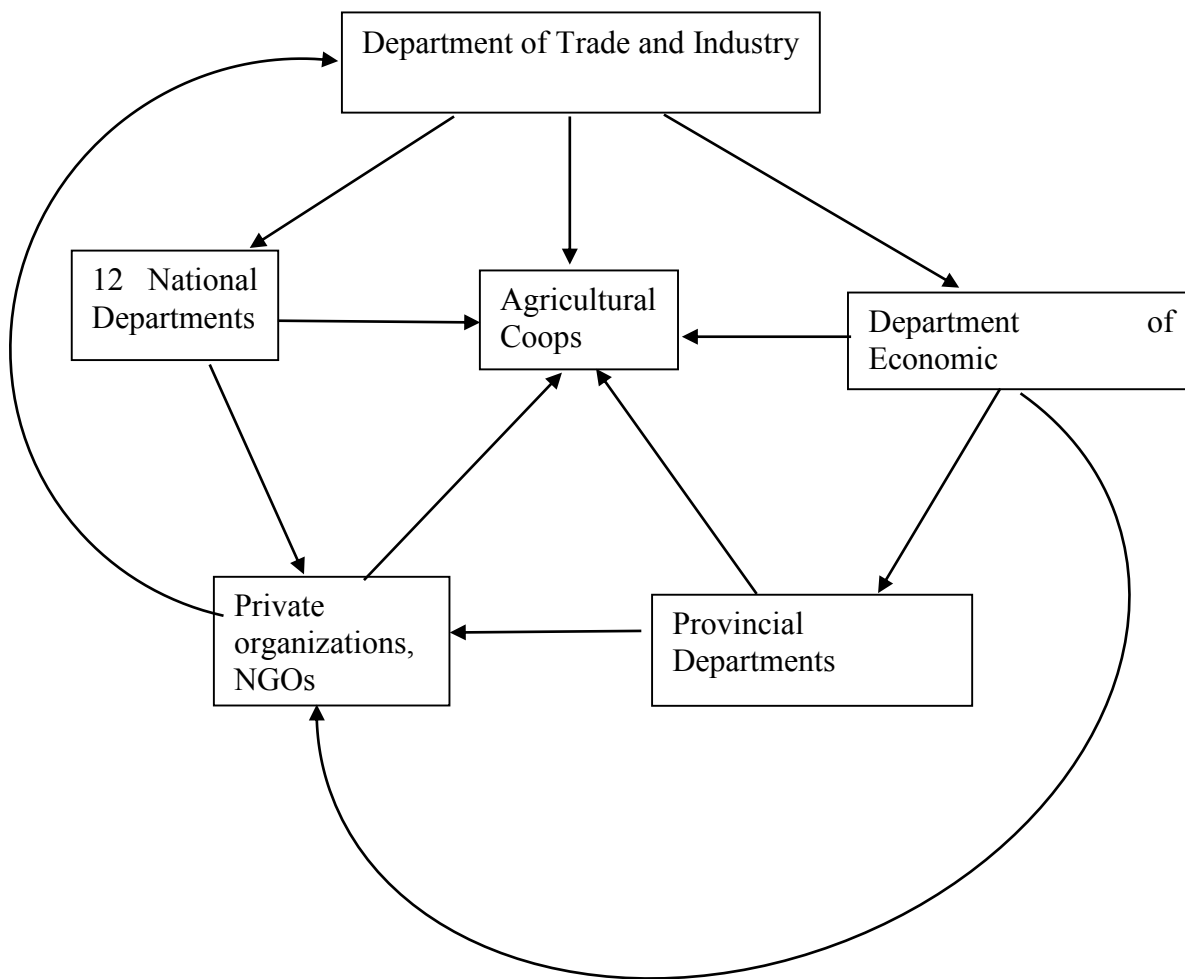 Department of Trade and Industry
12 National
Departments
Agricultural
Coops
Department of
Economic
Private
organizations,
NGOs
Provincial
Departments